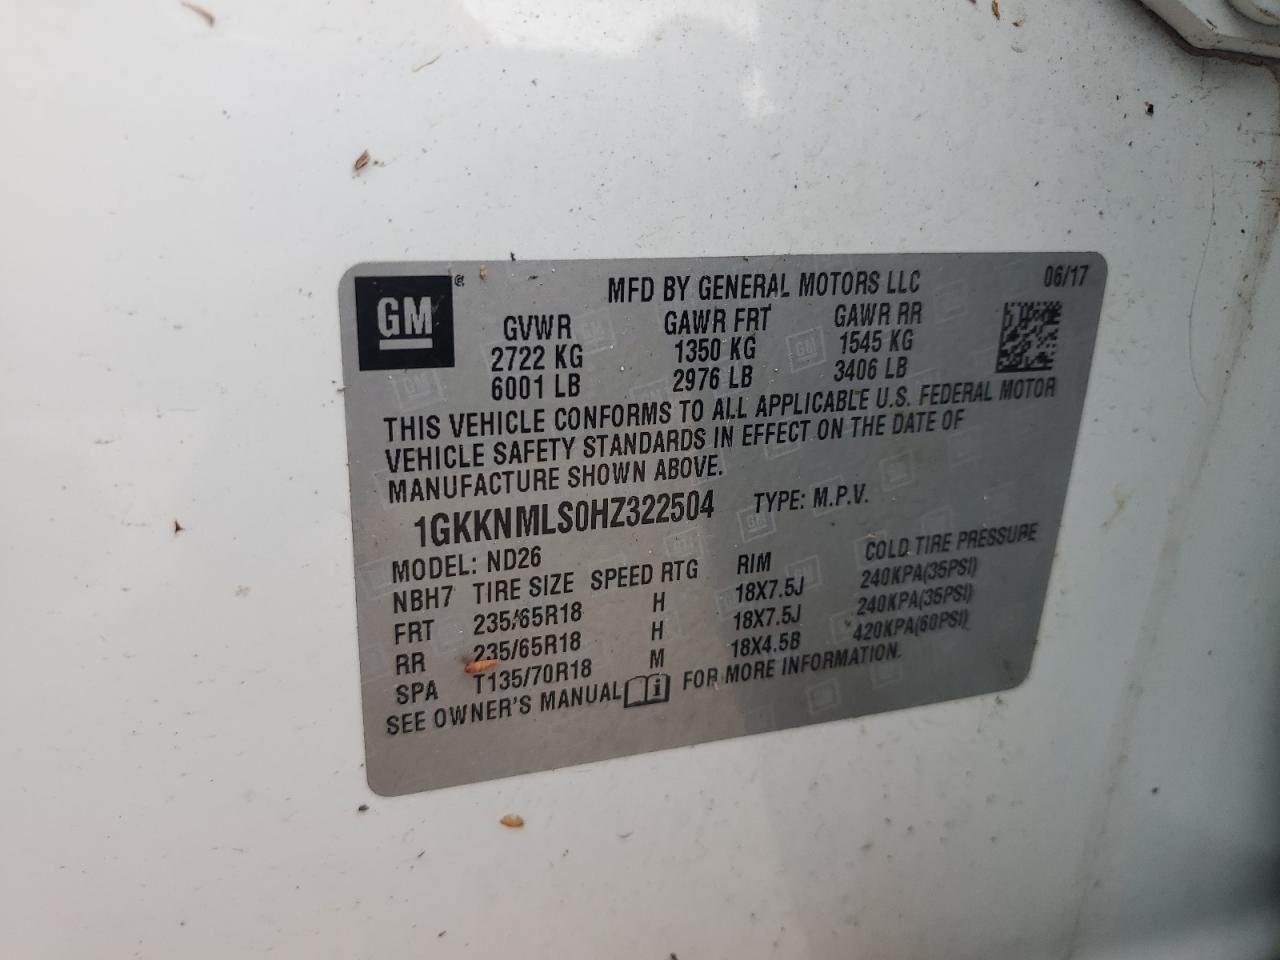 GM ®
MFD BY GENERAL MOTORS LLC 06/17
GVWR GAWR FRT GAWR RR
2722 KG 1350 KG 1545 KG
6001 LB 2976 LB 3406 LB
THIS VEHICLE CONFORMS TO ALL APPLICABLE U.S. FEDERAL MOTOR
VEHICLE SAFETY STANDARDS IN EFFECT ON THE DATE OF
MANUFACTURE SHOWN ABOVE.
1GKKNMLS0HZ322504 TYPE: M.P.V.
MODEL: ND26
NBH7 TIRE SIZE SPEED RTG RIM COLD TIRE PRESSURE
FRT 235/65R18 H 18X7.5J 240KPA(35PSI)
RR 235/65R18 H 18X7.5J 240KPA(35PSI)
SPA T135/70R18 M 18X4.5B 420KPA(60PSI)
SEE OWNER'S MANUAL i FOR MORE INFORMATION.